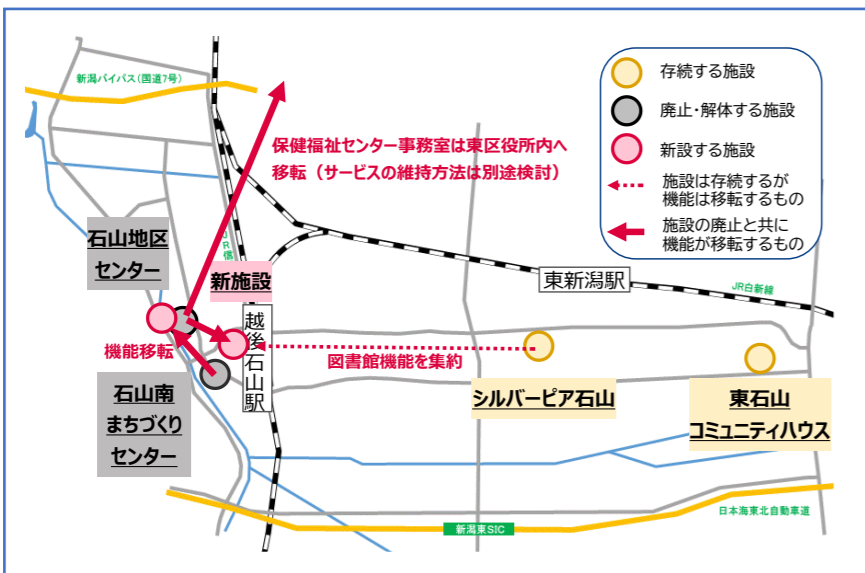 新潟バイパス(国道7号)
存続する施設
廃止・解体する施設
新設する施設
施設は存続するが
機能は移転するもの
施設の廃止と共に
機能が移転するもの
保健福祉センター事務室は東区役所内へ
移転（サービスの維持方法は別途検討）
石山地区
センター
JR信
新施設
東新潟駅
JR白新線
越後石山駅
機能移転
図書館機能を集約
石山南
まちづくり
センター
シルバーピア石山
東石山
コミュニティハウス
日本海東北自動車道
新潟東SIC